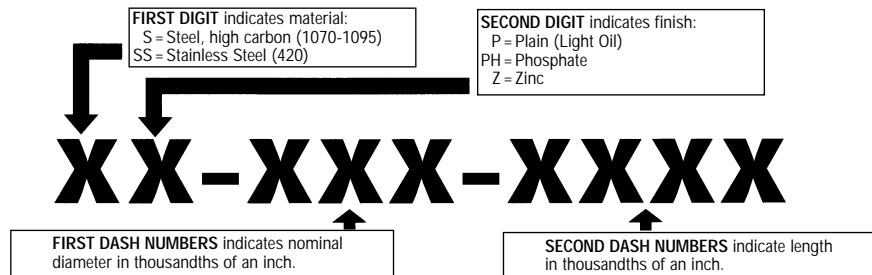 FIRST DIGIT indicates material:
S = Steel, high carbon (1070-1095)
SS = Stainless Steel (420)
SECOND DIGIT indicates finish:
P = Plain (Light Oil)
PH = Phosphate
Z = Zinc
XX-XXX-XXXX
FIRST DASH NUMBERS indicates nominal
diameter in thousandths of an inch.
SECOND DASH NUMBERS indicate length
in thousandths of an inch.